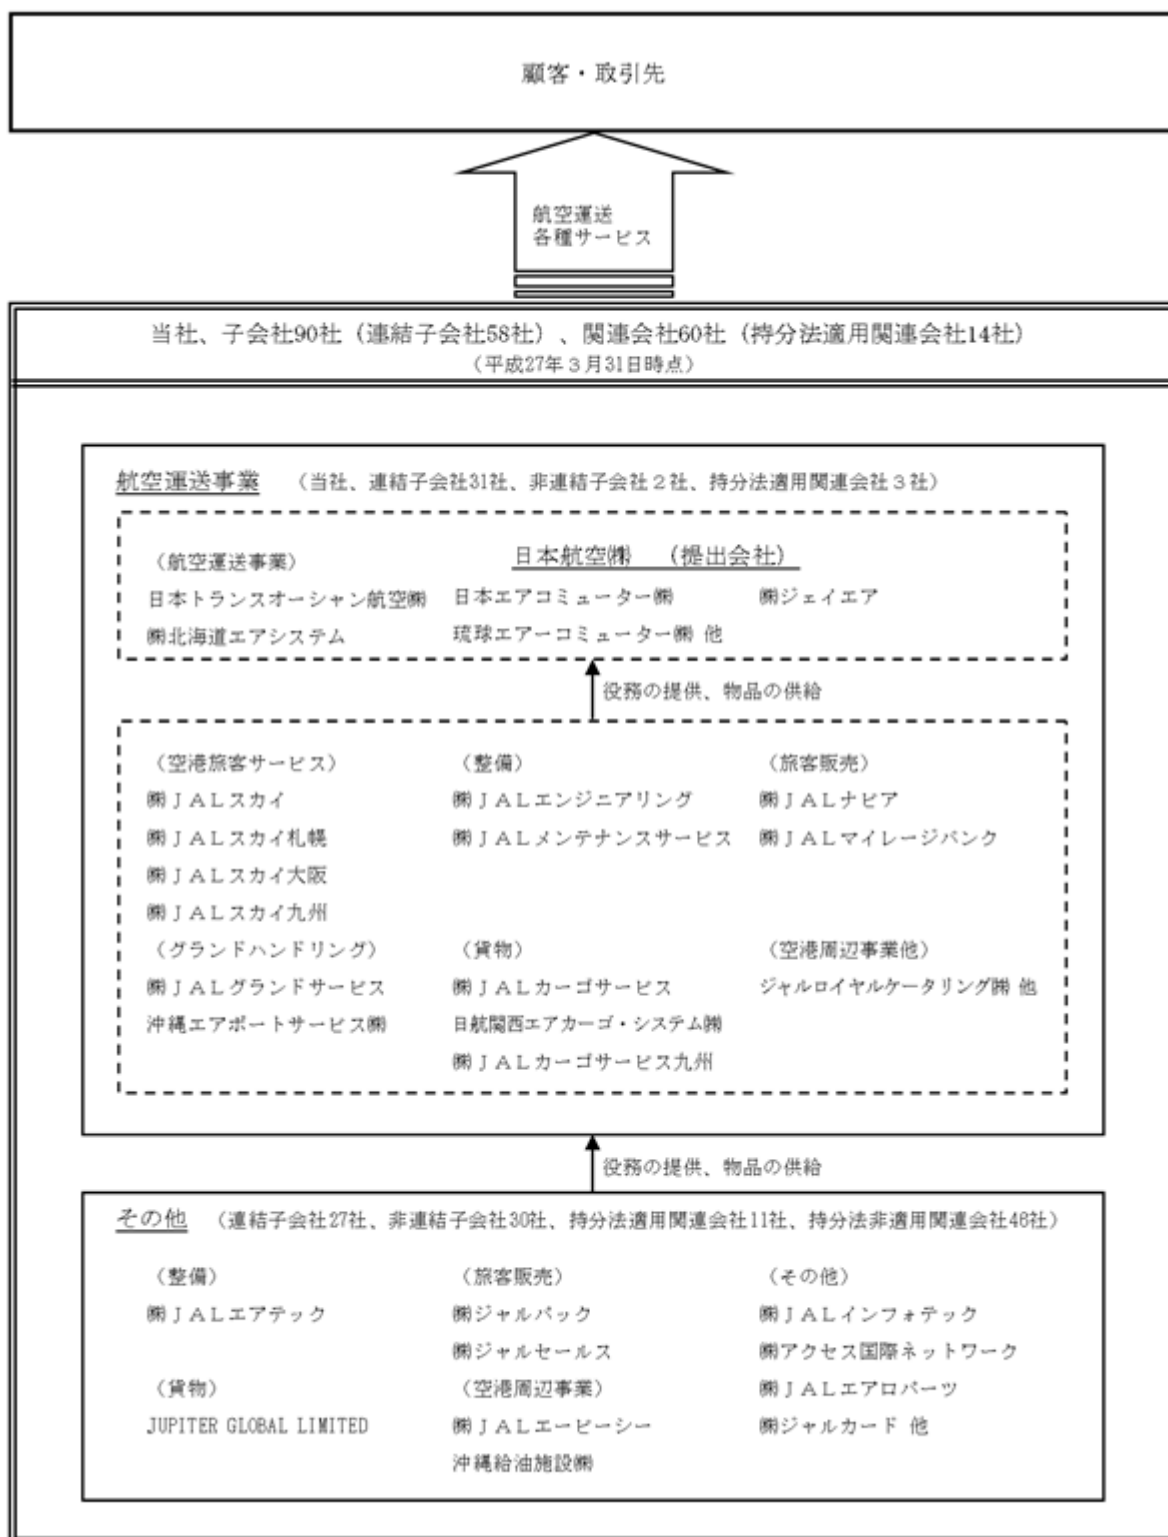 顧客・取引先
航空運送
各種サービス
当社、子会社90社（連結子会社58社）、関連会社60社（持分法適用関連会社14社）
（平成27年３月31日時点）
航空運送事業　（当社、連結子会社31社、非連結子会社２社、持分法適用関連会社３社）
（航空運送事業）　日本航空㈱　（提出会社）
日本トランスオーシャン航空㈱　日本エアコミューター㈱　㈱ジェイエア
㈱北海道エアシステム　琉球エアーコミューター㈱ 他
役務の提供、物品の供給
（空港旅客サービス）　（整備）　（旅客販売）
㈱ＪＡＬスカイ　㈱ＪＡＬエンジニアリング　㈱ＪＡＬナビア
㈱ＪＡＬスカイ札幌　㈱ＪＡＬメンテナンスサービス　㈱ＪＡＬマイレージバンク
㈱ＪＡＬスカイ大阪
㈱ＪＡＬスカイ九州
（グランドハンドリング）　（貨物）　（空港周辺事業他）
㈱ＪＡＬグランドサービス　㈱ＪＡＬカーゴサービス　ジャルロイヤルケータリング㈱ 他
沖縄エアポートサービス㈱　日航関西エアカーゴ・システム㈱
㈱ＪＡＬカーゴサービス九州
役務の提供、物品の供給
その他　（連結子会社27社、非連結子会社30社、持分法適用関連会社11社、持分法非適用関連会社46社）
（整備）　（旅客販売）　（その他）
㈱ＪＡＬエアテック　㈱ジャルパック　㈱ＪＡＬインフォテック
㈱ジャルセールス　㈱アクセス国際ネットワーク
（貨物）　（空港周辺事業）　㈱ＪＡＬエアロパーツ
JUPITER GLOBAL LIMITED　㈱ＪＡＬエービーシー　㈱ジャルカード 他
沖縄給油施設㈱